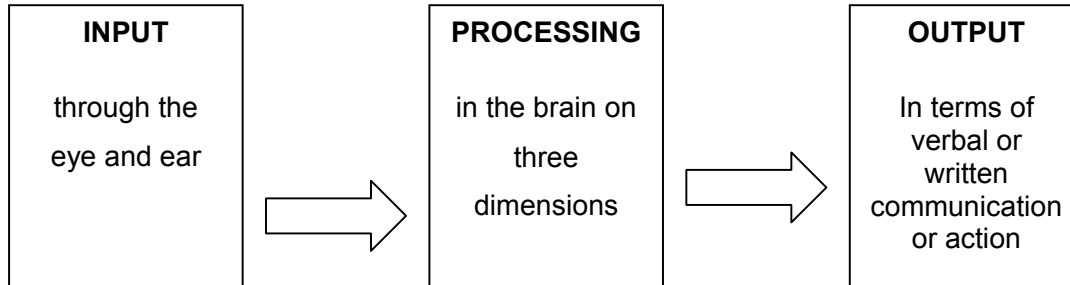 INPUT
through the
eye and ear
PROCESSING
in the brain on
three
dimensions
OUTPUT
In terms of
verbal or
written
communication
or action